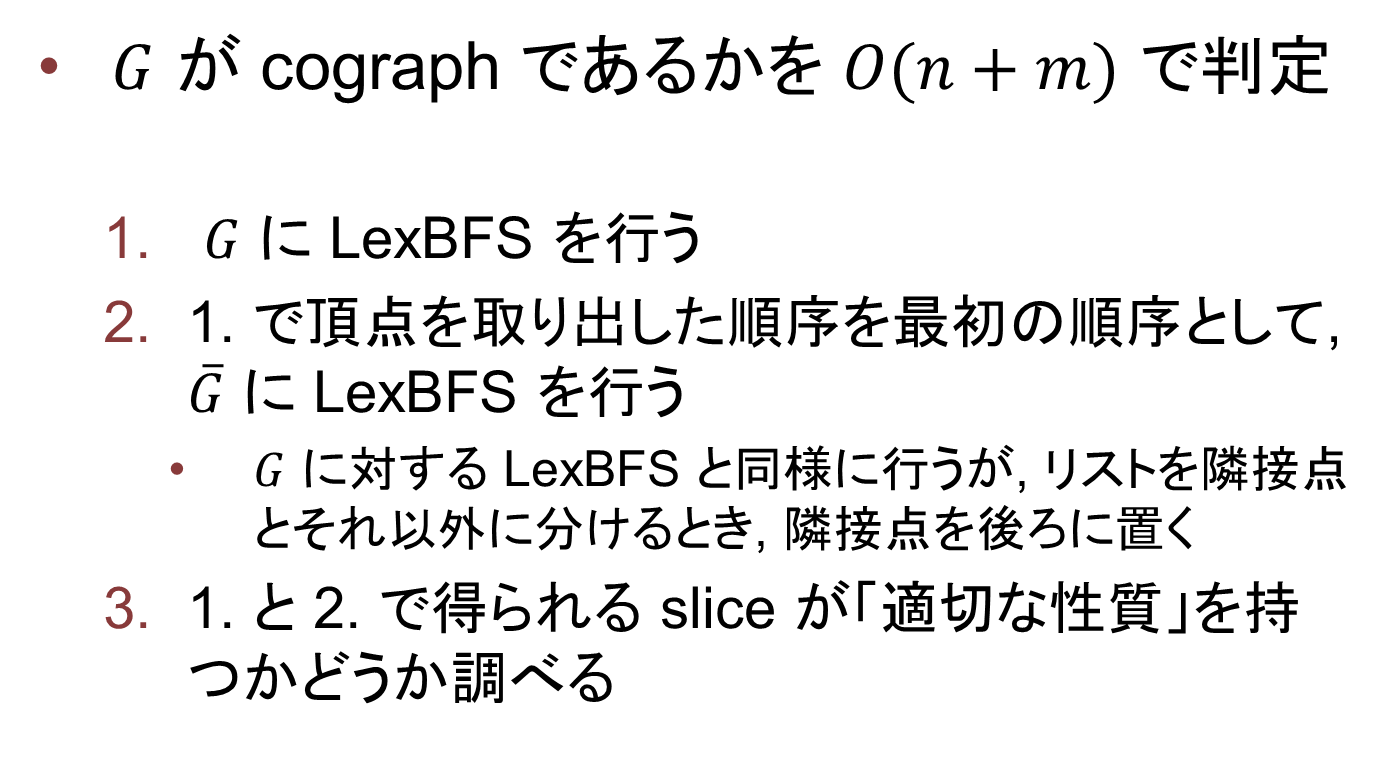 • G が cograph であるかを O(n + m) で判定
1. G に LexBFS を行う
2. 1. で頂点を取り出した順序を最初の順序として,
Ḡ に LexBFS を行う
• G に対する LexBFS と同様に行うが, リストを隣接点
とそれ以外に分けるとき, 隣接点を後ろに置く
3. 1. と 2. で得られる slice が「適切な性質」を持
つかどうか調べる